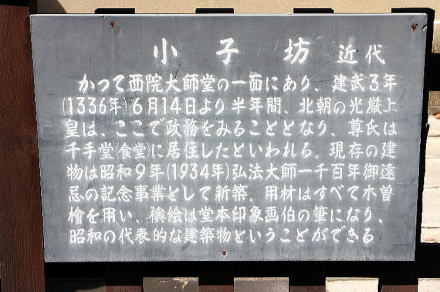 小子坊 近代
かつて西院大師堂の一面にあり、建武3年
(1336年)6月14日より半年間、北朝の光厳上
皇は、ここで政務をみることとなり、尊氏は
千手堂(食堂)に居住したといわれる。現存の建
物は昭和9年(1934年)弘法大師一千百年御遠
忌の記念事業として新築。用材はすべて木曽
檜を用い、襖絵は堂本印象画伯の筆になり、
昭和の代表的な建築物ということができる